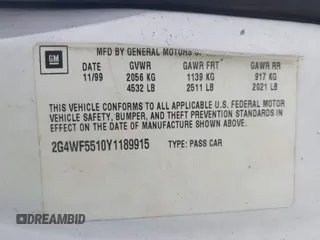 GM
MFD BY GENERAL MOTORS OF
DATE GVWR GAWR FRT GAWR RR
11/99 2056 KG 1139 KG 917 KG
4532 LB 2511 LB 2021 LB
THIS VEHICLE CONFORMS TO ALL APPLICABLE U.S. FEDERAL MOTOR
VEHICLE SAFETY, BUMPER, AND THEFT PREVENTION STANDARDS IN
EFFECT ON THE DATE OF MANUFACTURE SHOWN ABOVE.
2G4WF5510Y1189915 TYPE: PASS CAR
DREAMBID